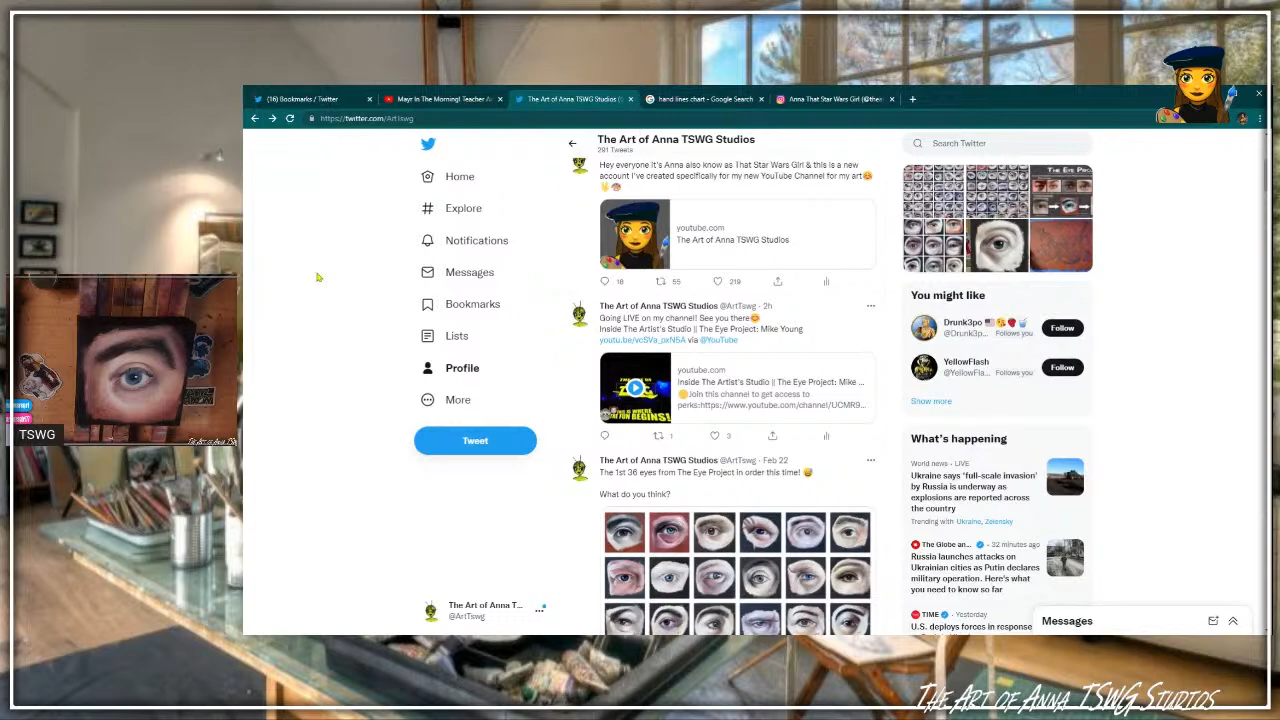 (16) Bookmarks / Twitter
Mayr In The Morning! Teacher A
The Art of Anna TSWG Studios (
hand lines chart - Google Search
Anna That Star Wars Girl (@thea
https://twitter.com/ArtTswg
The Art of Anna TSWG Studios
291 Tweets
Search Twitter
Home
Explore
Notifications
Messages
Bookmarks
Lists
Profile
More
Tweet
The Art of Anna T...
@ArtTswg
Hey everyone it's Anna also know as That Star Wars Girl & this is a new
account I've created specifically for my new YouTube Channel for my art
youtube.com
The Art of Anna TSWG Studios
18 55 219
The Art of Anna TSWG Studios @ArtTswg · 2h
Going LIVE on my channel! See you there
Inside The Artist's Studio || The Eye Project: Mike Young
youtu.be/vcSVa_pxN5A via @YouTube
youtube.com
Inside The Artist's Studio || The Eye Project: Mike ...
Join this channel to get access to
perks:https://www.youtube.com/channel/UCMR9...
THIS IS WHERE
THE FUN BEGINS!
1 3
The Art of Anna TSWG Studios @ArtTswg · Feb 22
The 1st 36 eyes from The Eye Project in order this time!
What do you think?
The Eye Pro
You might like
Drunk3po
@Drunk3p... Follows you
Follow
YellowFlash
@YellowFla... Follows you
Follow
Show more
What's happening
World news · LIVE
Ukraine says 'full-scale invasion'
by Russia is underway as
explosions are reported across
the country
Trending with Ukraine, Zelensky
The Globe an... · 32 minutes ago
Russia launches attacks on
Ukrainian cities as Putin declares
military operation. Here's what
you need to know so far
TIME · Yesterday
U.S. deploys forces in response
Messages
TSWG
The Art of Anna TSWG Studios